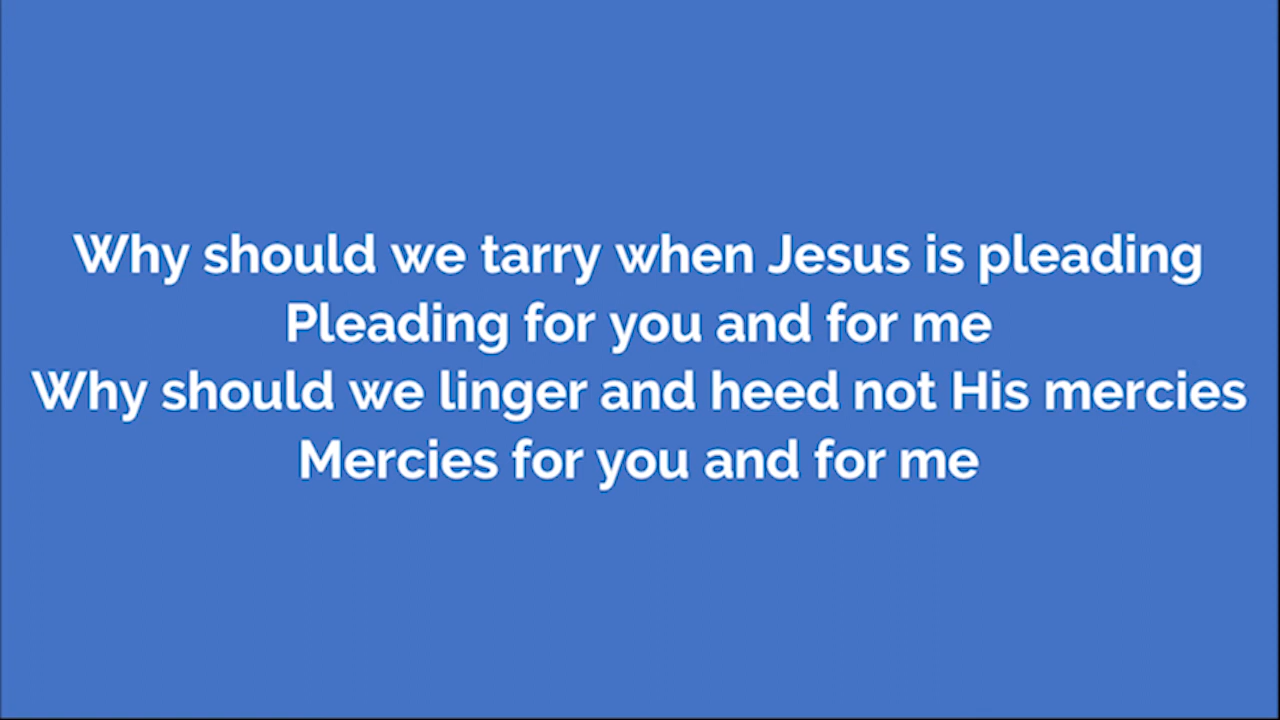 Why should we tarry when Jesus is pleading
Pleading for you and for me
Why should we linger and heed not His mercies
Mercies for you and for me